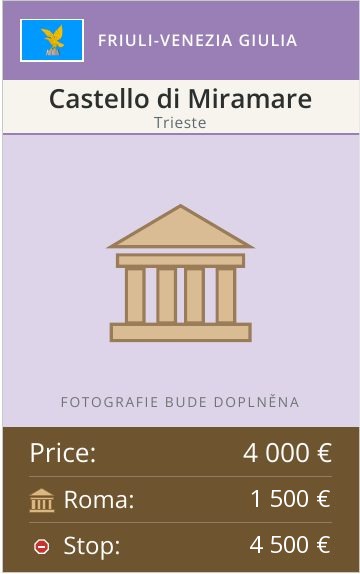 FRIULI-VENEZIA GIULIA
Castello di Miramare
Trieste
FOTOGRAFIE BUDE DOPLNĚNA
Price: 4 000 €
Roma: 1 500 €
Stop: 4 500 €